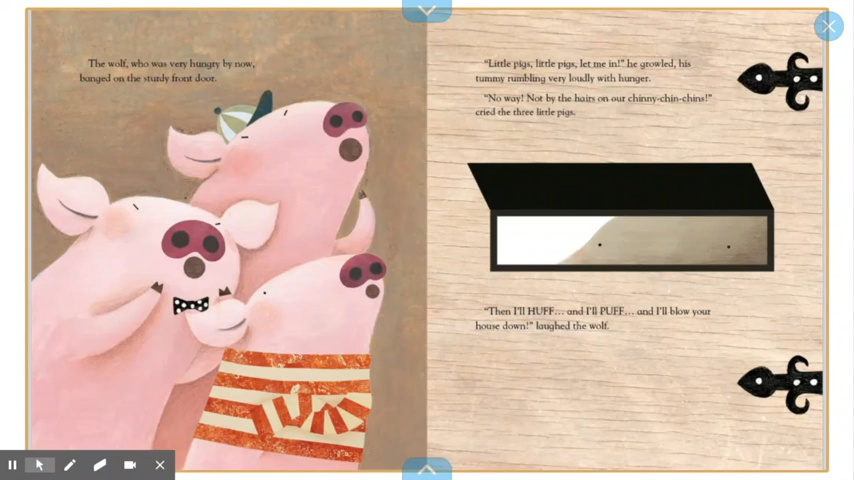 The wolf, who was very hungry by now,
banged on the sturdy front door.
"Little pigs, little pigs, let me in!" he growled, his
tummy rumbling very loudly with hunger.
"No way! Not by the hairs on our chinny-chin-chins!"
cried the three little pigs.
"Then I'll HUFF... and I'll PUFF... and I'll blow your
house down!" laughed the wolf.